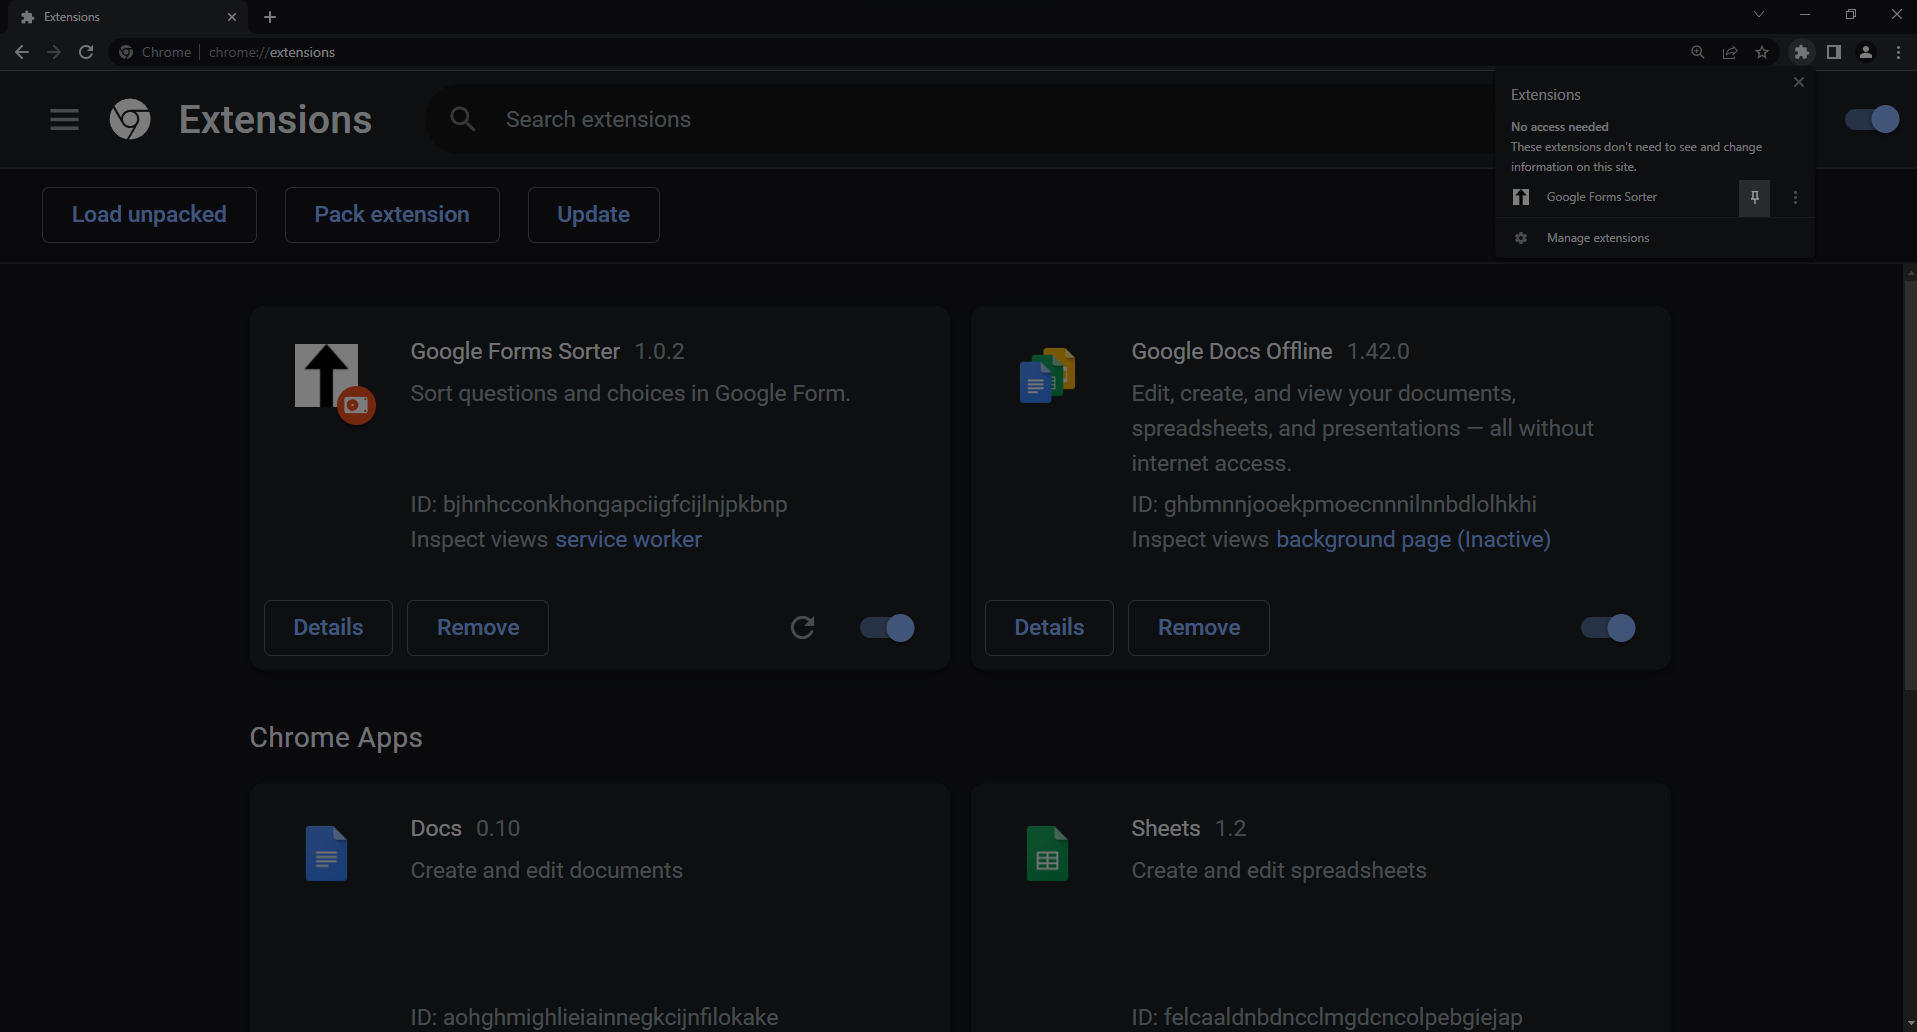 Extensions
Chrome
chrome://extensions
Extensions
Search extensions
Extensions
No access needed
These extensions don't need to see and change
information on this site.
Google Forms Sorter
Manage extensions
Load unpacked
Pack extension
Update
Google Forms Sorter 1.0.2
Sort questions and choices in Google Form.
ID: bjhnhcconkhongapciigfcijlnjpkbnp
Inspect views service worker
Details
Remove
Google Docs Offline 1.42.0
Edit, create, and view your documents,
spreadsheets, and presentations — all without
internet access.
ID: ghbmnnjooekpmoecnnnilnnbdlolhkhi
Inspect views background page (Inactive)
Details
Remove
Chrome Apps
Docs 0.10
Create and edit documents
ID: aohghmighlieiainnegkcijnfilokake
Sheets 1.2
Create and edit spreadsheets
ID: felcaaldnbdncclmgdcncolpebgiejap